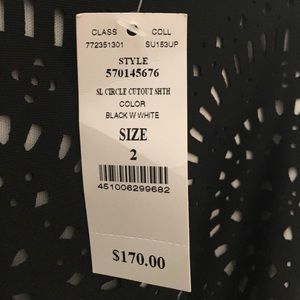 CLASS COLL
772351301 SU153UP
STYLE
570145676
SL CIRCLE CUTOUT SHTH
COLOR
BLACK W WHITE
SIZE
2
451006299682
$170.00